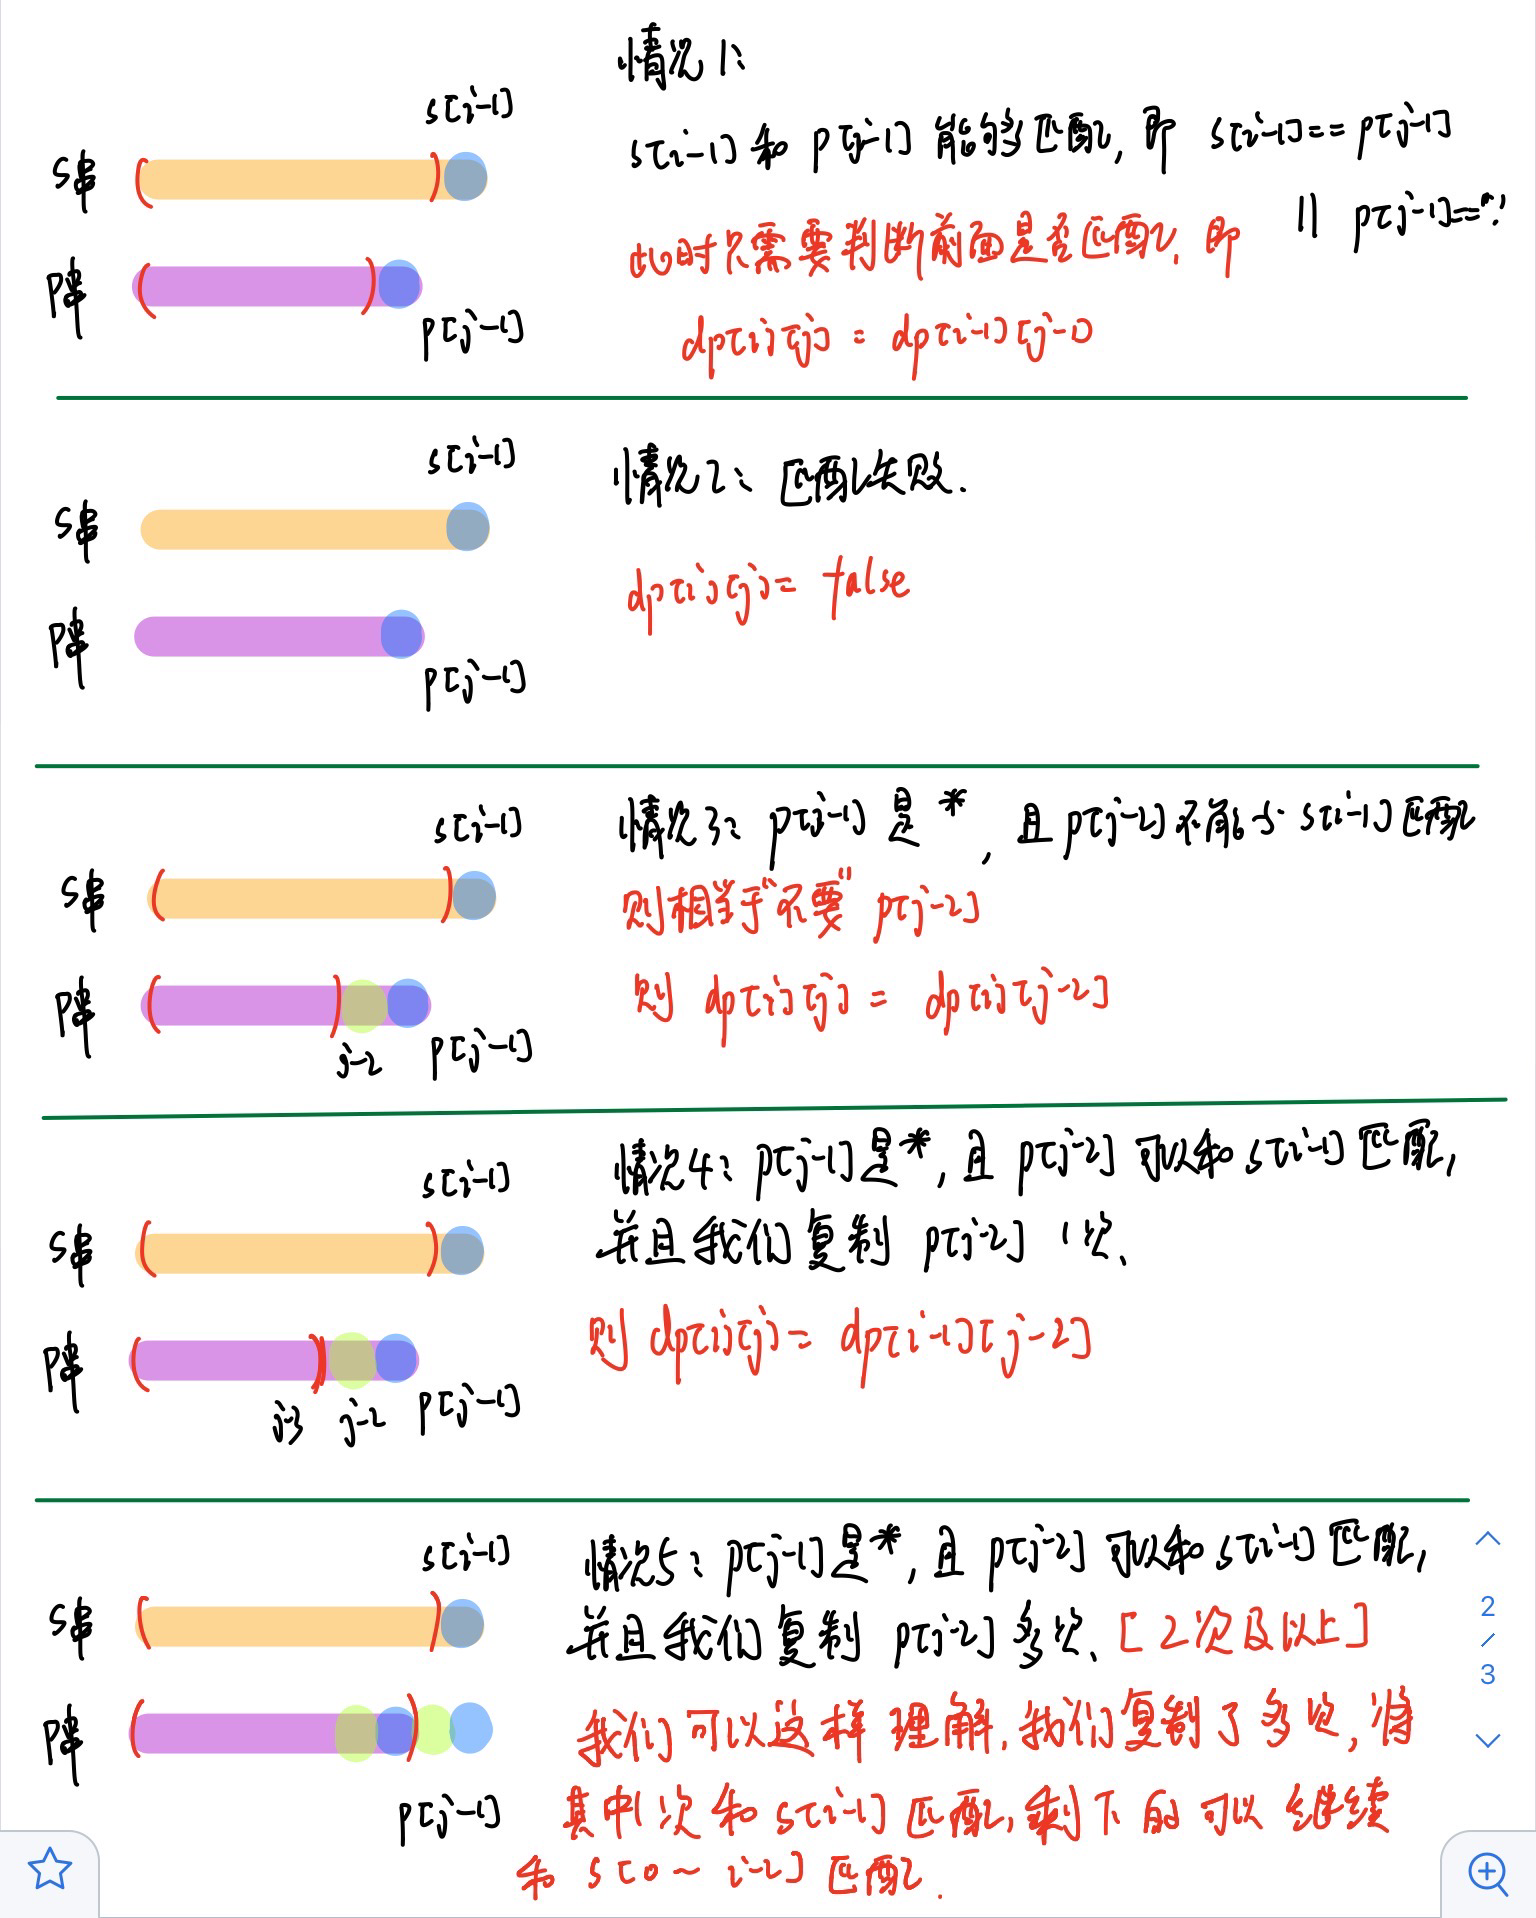 情况1:
s[i-1]
s[i-1] 和 p[j-1] 能够匹配, 即 s[i-1]== p[j-1]
S串
|| p[j-1]=='.'
此时只需要判断前面是否匹配, 即
P串
p[j-1]
dp[i][j] = dp[i-1][j-1]
s[i-1]
情况2: 匹配失败.
S串
dp[i][j]= false
P串
p[j-1]
情况3: p[j-1] 是 *, 且 p[j-2] 不能与 s[i-1] 匹配
s[i-1]
S串
则相当于"不要" p[j-2]
P串
则 dp[i][j] = dp[i][j-2]
j-2
p[j-1]
情况4: p[j-1] 是*, 且 p[j-2] 可以和 s[i-1] 匹配,
s[i-1]
并且我们复制 p[j-2] 1次、
S串
则 dp[i][j]= dp[i-1][j-2]
P串
j-3 j-2 p[j-1]
情况5: p[j-1] 是*, 且 p[j-2] 可以和 s[i-1] 匹配,
s[i-1]
并且我们复制 p[j-2] 多次、[2次及以上]
S串
2
/
3
我们可以这样理解, 我们复制了多次, 将
P串
其中1次和 s[i-1] 匹配, 剩下的可以继续
p[j-1]
和 s[0~i-2] 匹配.